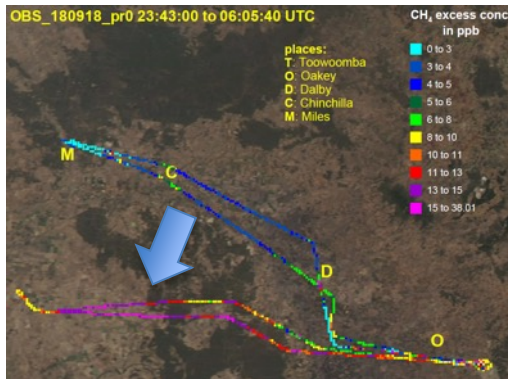 OBS_180918_pr0 23:43:00 to 06:05:40 UTC
CH₄ excess conc
in ppb
0 to 3
3 to 4
4 to 5
5 to 6
6 to 8
8 to 10
10 to 11
11 to 13
13 to 15
15 to 38.01
places:
T: Toowoomba
O: Oakey
D: Dalby
C: Chinchilla
M: Miles
M
C
D
O